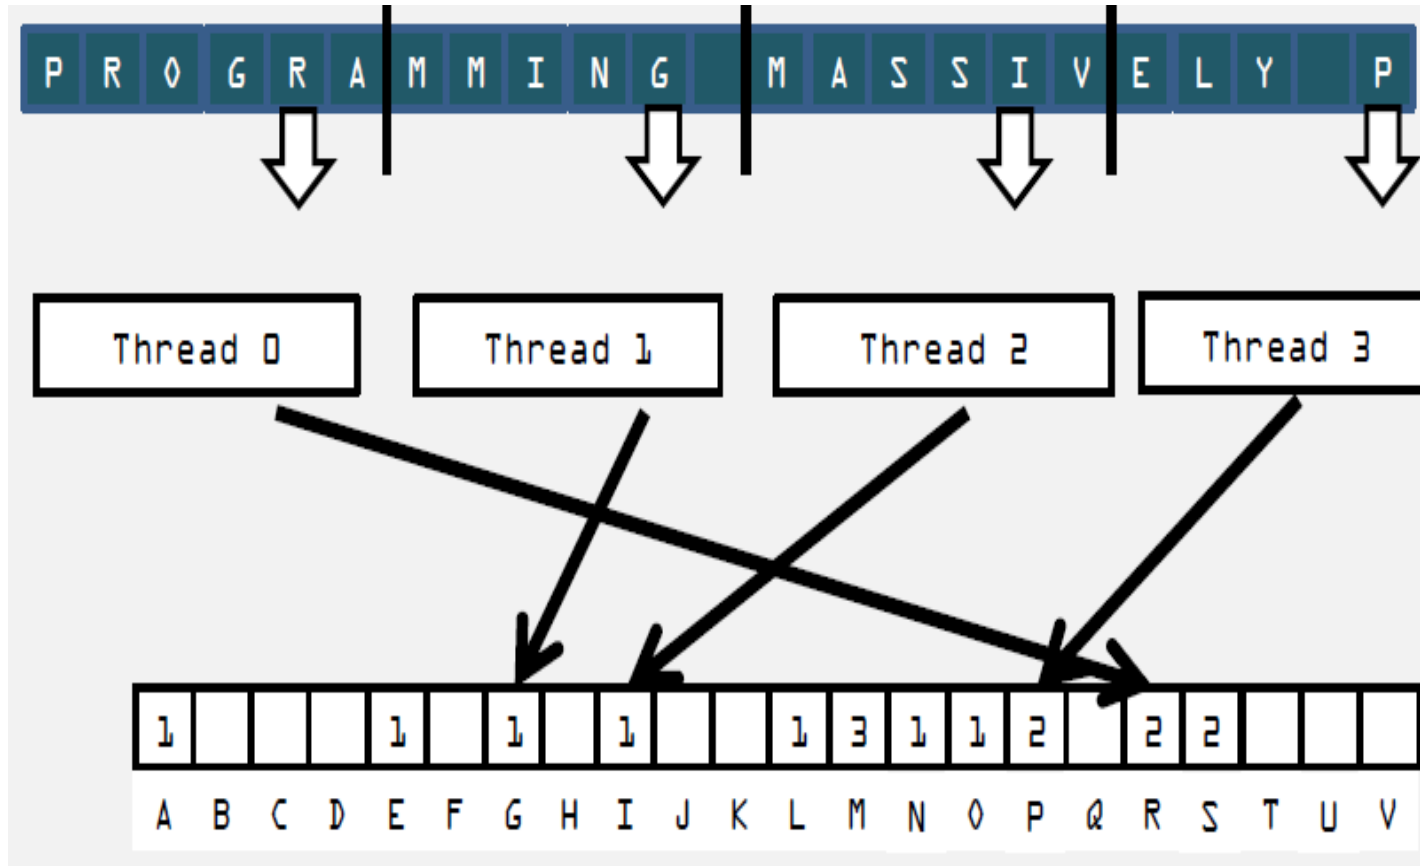 P R O G R A M M I N G M A S S I V E L Y P
Thread 0 Thread 1 Thread 2 Thread 3
1 1 1 1 1 3 1 1 2 2 2
A B C D E F G H I J K L M N O P Q R S T U V